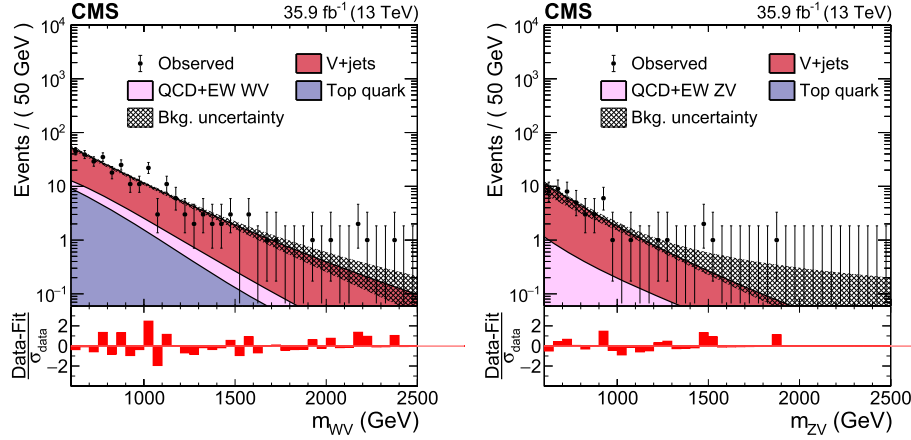 CMS 35.9 fb⁻¹ (13 TeV)
Events / ( 50 GeV )
10⁴
10³
10²
10
1
10⁻¹
Observed
V+jets
QCD+EW WV
Top quark
Bkg. uncertainty
Data-Fit
σdata
2
0
−2
1000 1500 2000 2500
mWV (GeV)
CMS 35.9 fb⁻¹ (13 TeV)
Events / ( 50 GeV )
10⁴
10³
10²
10
1
10⁻¹
Observed
V+jets
QCD+EW ZV
Top quark
Bkg. uncertainty
Data-Fit
σdata
2
0
−2
1000 1500 2000 2500
mZV (GeV)